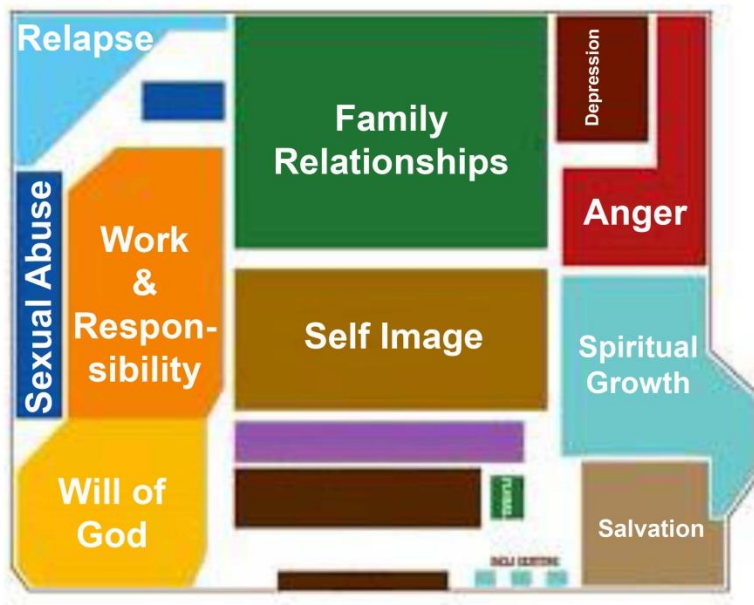 Relapse
Family
Relationships
Depression
Anger
Sexual Abuse
Work
&
Respon-
sibility
Self Image
Spiritual
Growth
Will of
God
Salvation